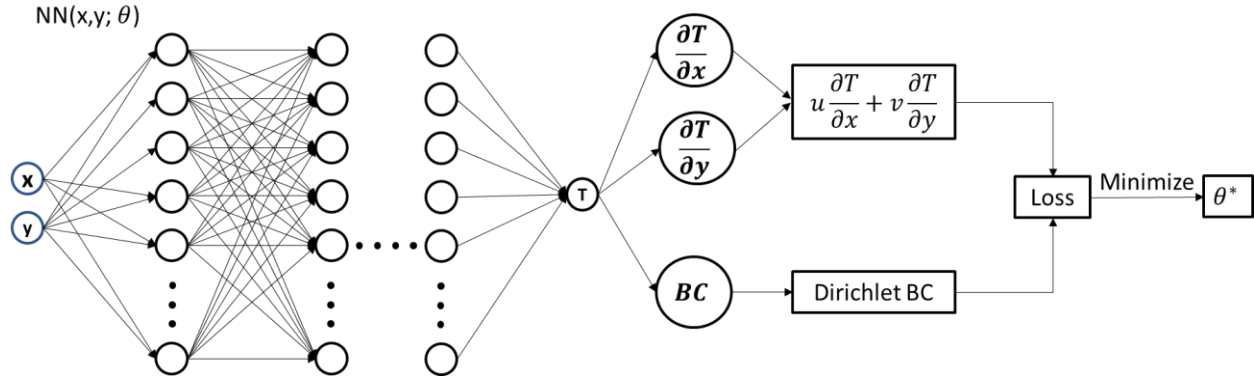 NN(x,y; θ)
x
y
T
∂T
∂x
∂T
∂y
BC
u ∂T/∂x + v ∂T/∂y
Dirichlet BC
Loss
Minimize
θ*